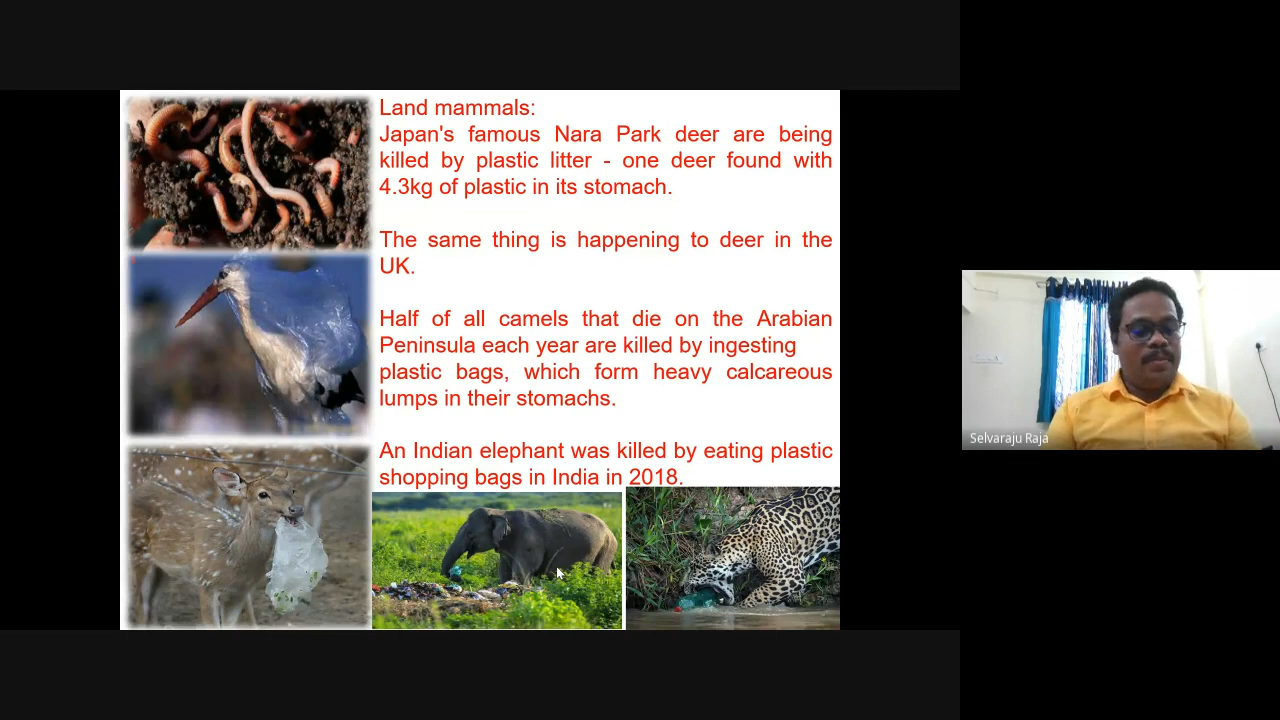 Land mammals:
Japan's famous Nara Park deer are being
killed by plastic litter - one deer found with
4.3kg of plastic in its stomach.
The same thing is happening to deer in the
UK.
Half of all camels that die on the Arabian
Peninsula each year are killed by ingesting
plastic bags, which form heavy calcareous
lumps in their stomachs.
An Indian elephant was killed by eating plastic
shopping bags in India in 2018.
Selvaraju Raja